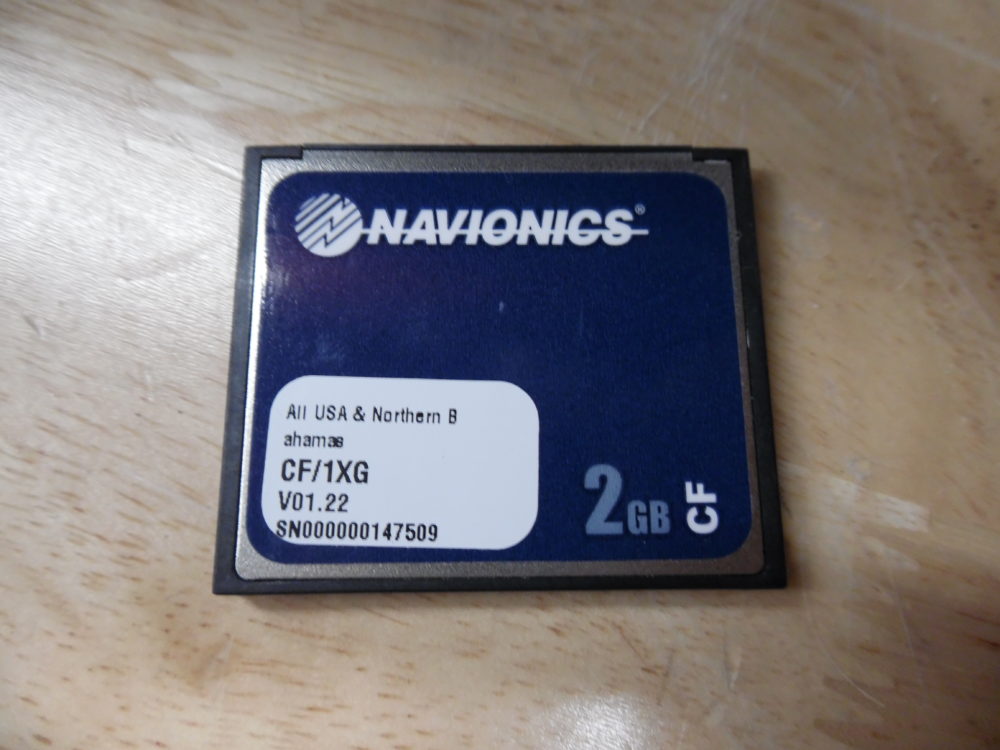 NAVIONICS®
All USA & Northern B
ahamas
CF/1XG
V01.22
SN000000147509
2GB
CF